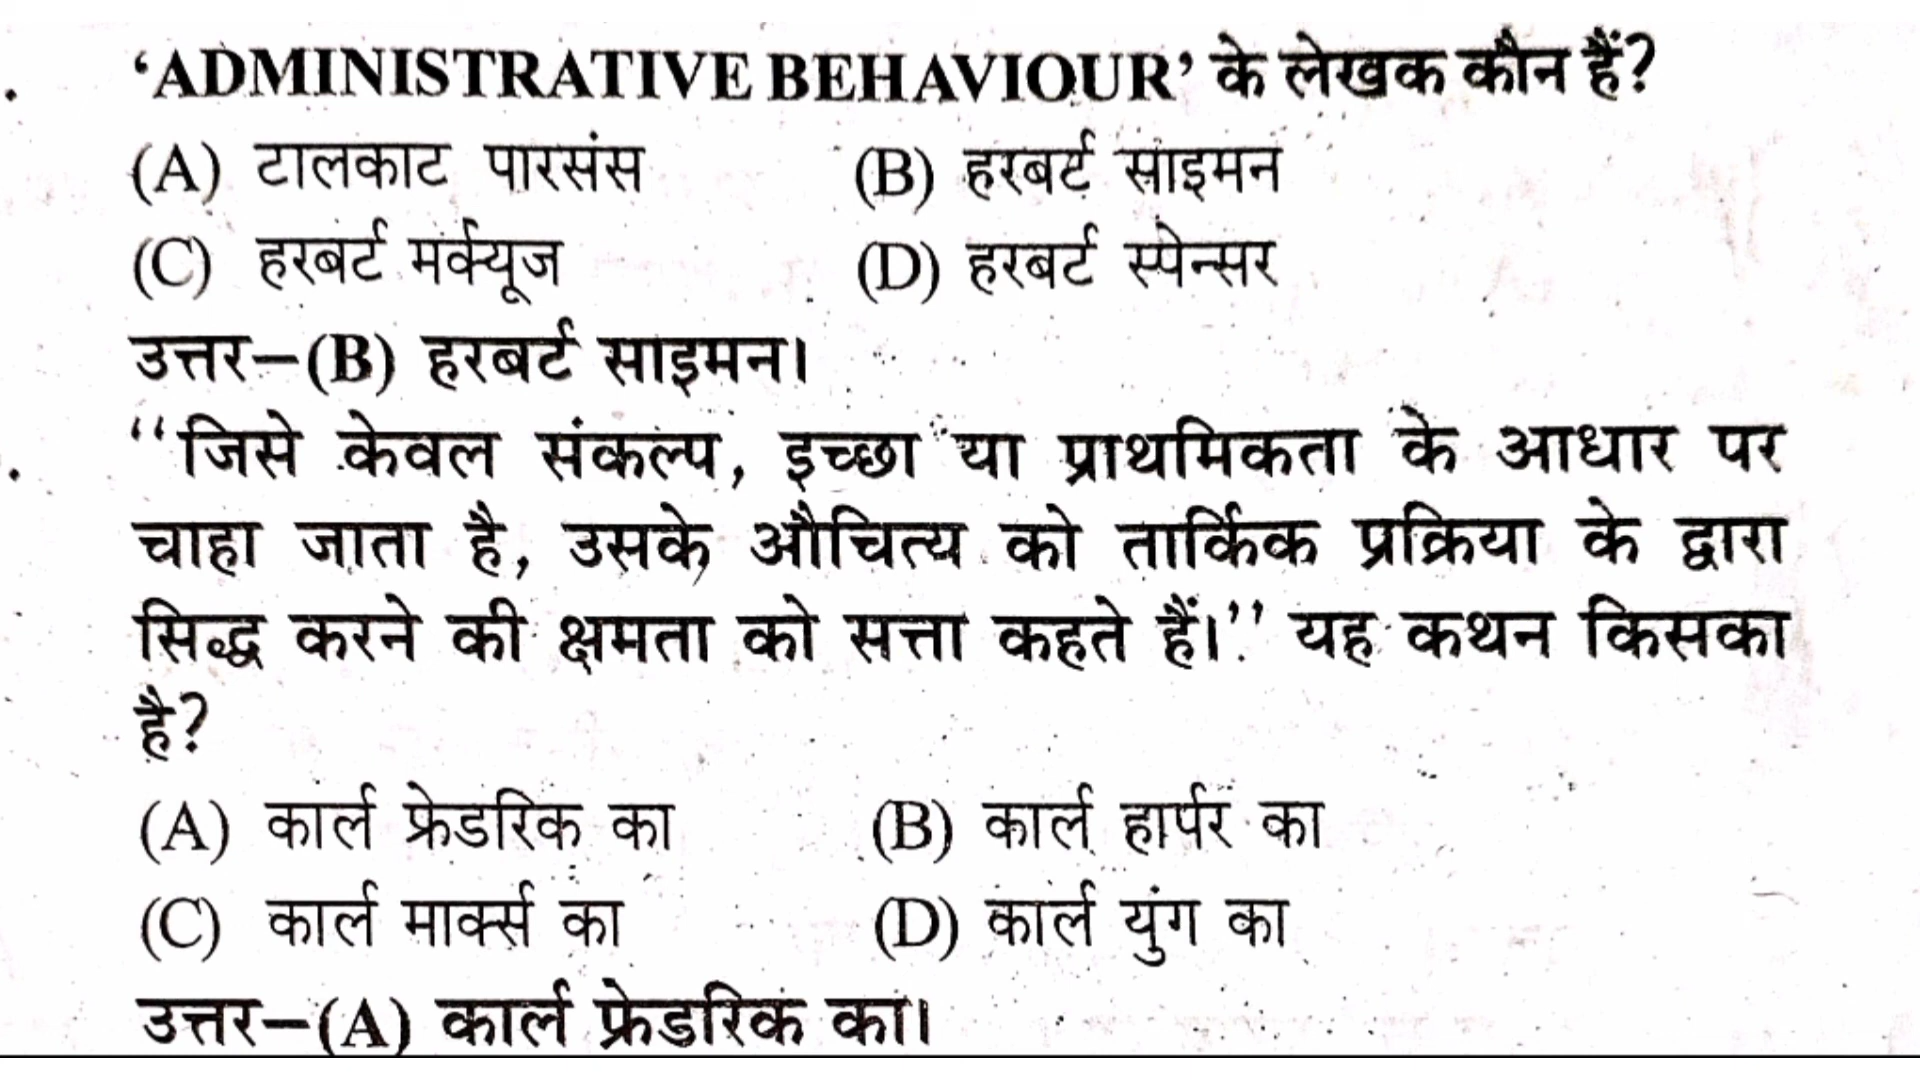 ‘ADMINISTRATIVE BEHAVIOUR’ के लेखक कौन हैं?
(A) टालकाट पारसंस (B) हरबर्ट साइमन
(C) हरबर्ट मर्क्यूज (D) हरबर्ट स्पेन्सर
उत्तर–(B) हरबर्ट साइमन।
‘‘जिसे केवल संकल्प, इच्छा या प्राथमिकता के आधार पर
चाहा जाता है, उसके औचित्य को तार्किक प्रक्रिया के द्वारा
सिद्ध करने की क्षमता को सत्ता कहते हैं।’’ यह कथन किसका
है?
(A) कार्ल फ्रेडरिक का (B) कार्ल हार्पर का
(C) कार्ल मार्क्स का (D) कार्ल युंग का
उत्तर–(A) कार्ल फ्रेडरिक का।